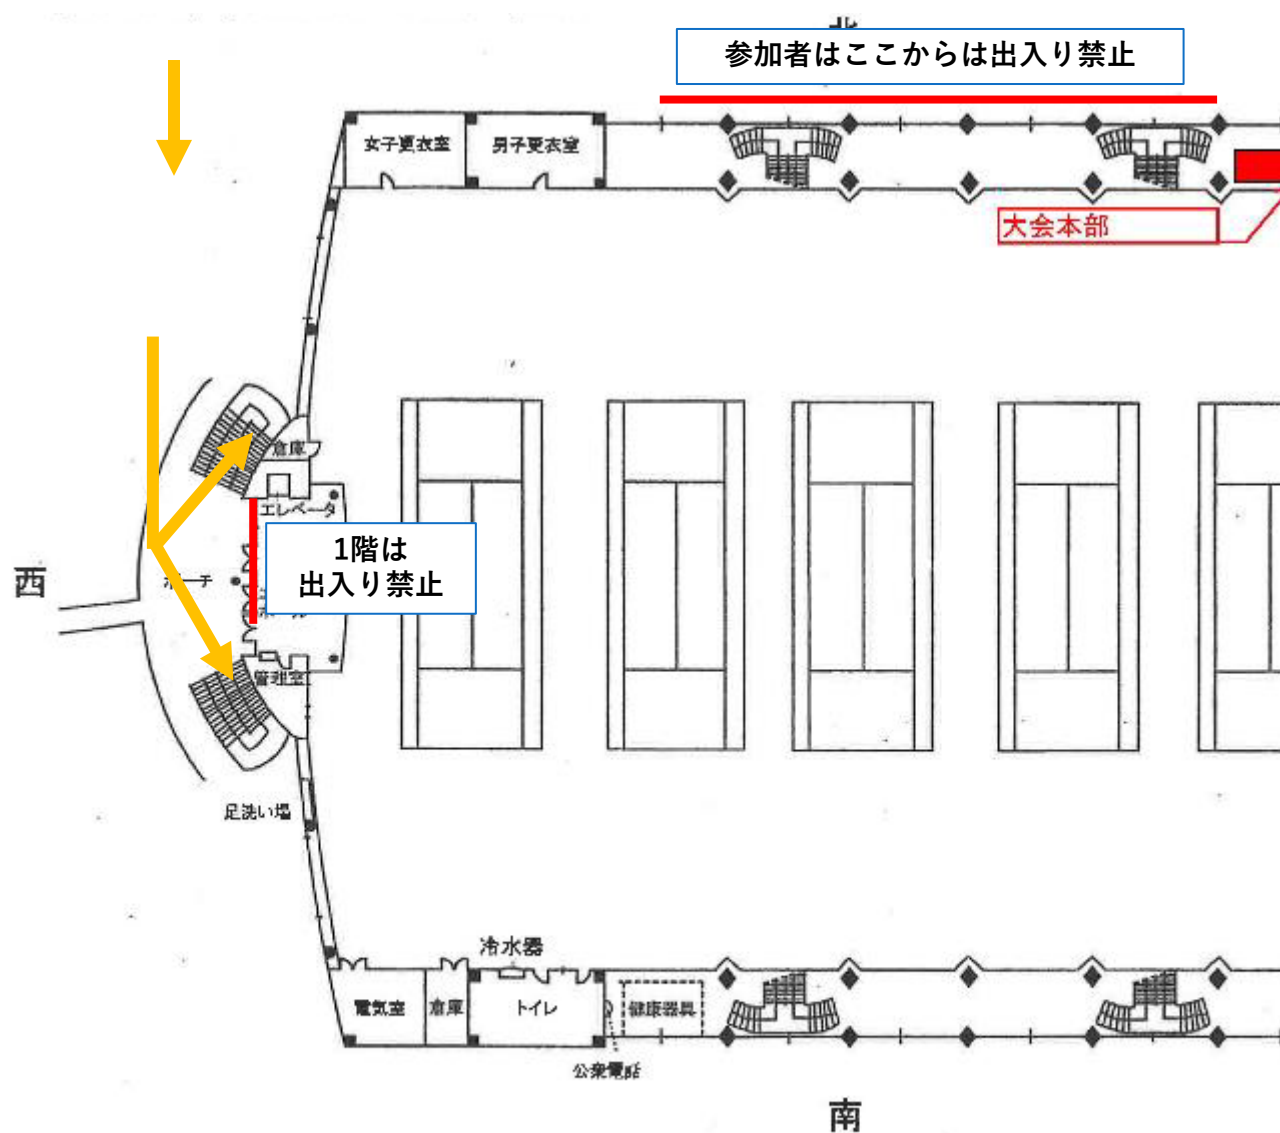 北
参加者はここからは出入り禁止
女子更衣室
男子更衣室
大会本部
倉庫
エレベータ
1階は
出入り禁止
西
ポーチ
管理室
足洗い場
冷水器
電気室
倉庫
トイレ
健康器具
公衆電話
南